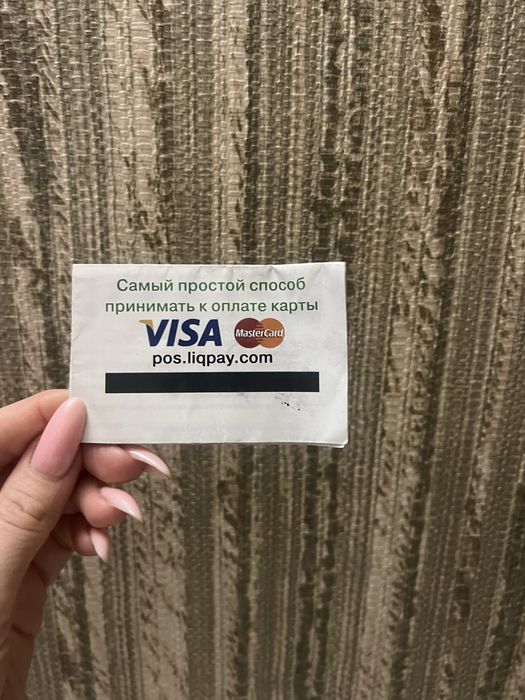 Самый простой способ
принимать к оплате карты
VISA MasterCard
pos.liqpay.com